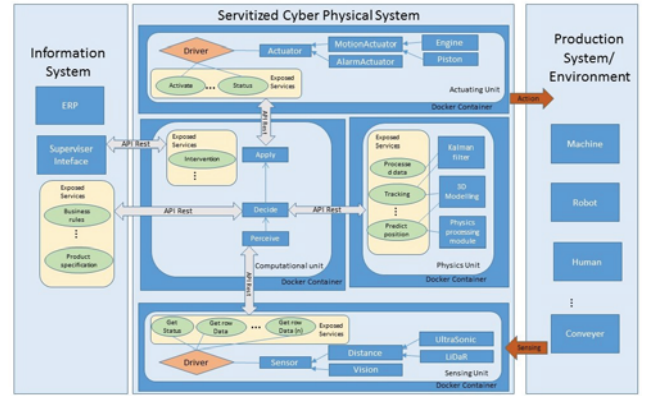 Servitized Cyber Physical System
Information
System
ERP
Superviser
Inteface
Exposed
Services
Business
rules
Product
specification
API Rest
API Rest
Driver
Actuator
MotionActuator
AlarmActuator
Engine
Piston
Exposed
Services
Activate
...
Status
Actuating Unit
Docker Container
API Rest
Exposed
Services
Intervention
Apply
Decide
Perceive
Computational unit
Docker Container
API Rest
Exposed
Services
Processe
d data
Tracking
Predict
position
Kalman
filter
3D
Modelling
Physics
processing
module
Physics Unit
Docker Container
API Rest
Get
Status
Get row
Data
...
Get row
Data (n)
Exposed
Services
Driver
Sensor
Distance
Vision
UltraSonic
LiDaR
Sensing Unit
Docker Container
Action
Sensing
Production
System/
Environment
Machine
Robot
Human
Conveyer